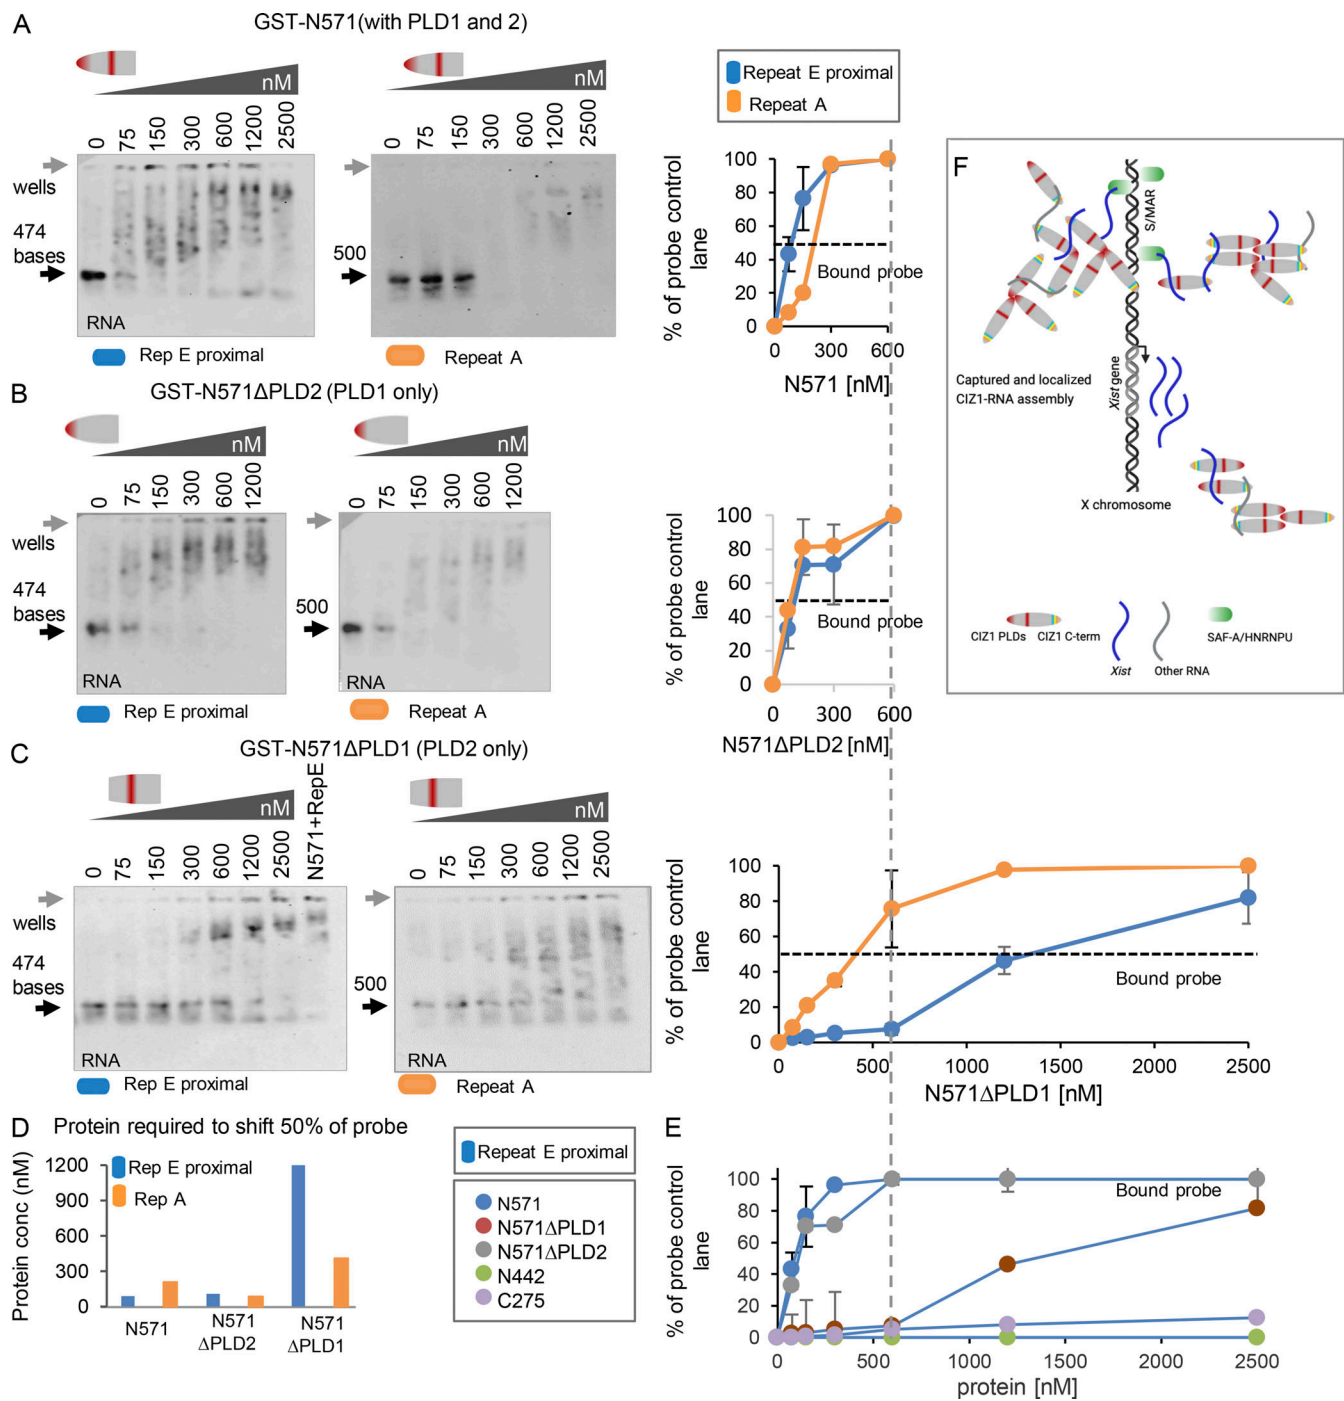 A
GST-N571(with PLD1 and 2)
nM
0 75 150 300 600 1200 2500
wells
474
bases
RNA
Rep E proximal
nM
0 75 150 300 600 1200 2500
500
Repeat A
Repeat E proximal
Repeat A
% of probe control
lane
100
80
60
40
20
0
Bound probe
0 300 600
N571 [nM]
B
GST-N571ΔPLD2 (PLD1 only)
nM
0 75 150 300 600 1200
wells
474
bases
RNA
Rep E proximal
nM
0 75 150 300 600 1200
500
RNA
Repeat A
% of probe control
lane
100
80
60
40
20
0
Bound probe
0 300 600
N571ΔPLD2 [nM]
C
GST-N571ΔPLD1 (PLD2 only)
nM
0 75 150 300 600 1200 2500 N571+RepE
wells
474
bases
RNA
Rep E proximal
nM
0 75 150 300 600 1200 2500
500
RNA
Repeat A
% of probe control
lane
100
80
60
40
20
0
Bound probe
0 500 1000 1500 2000 2500
N571ΔPLD1 [nM]
D
Protein required to shift 50% of probe
Protein conc (nM)
1200
900
600
300
0
Rep E proximal
Rep A
N571
N571
ΔPLD2
N571
ΔPLD1
Repeat E proximal
N571
N571ΔPLD1
N571ΔPLD2
N442
C275
E
% of probe control
lane
100
80
60
40
20
0
Bound probe
0 500 1000 1500 2000 2500
protein [nM]
F
S/MAR
Captured and localized
CIZ1-RNA assembly
Xist gene
X chromosome
CIZ1 PLDs
CIZ1 C-term
Xist
Other RNA
SAF-A/HNRNPU